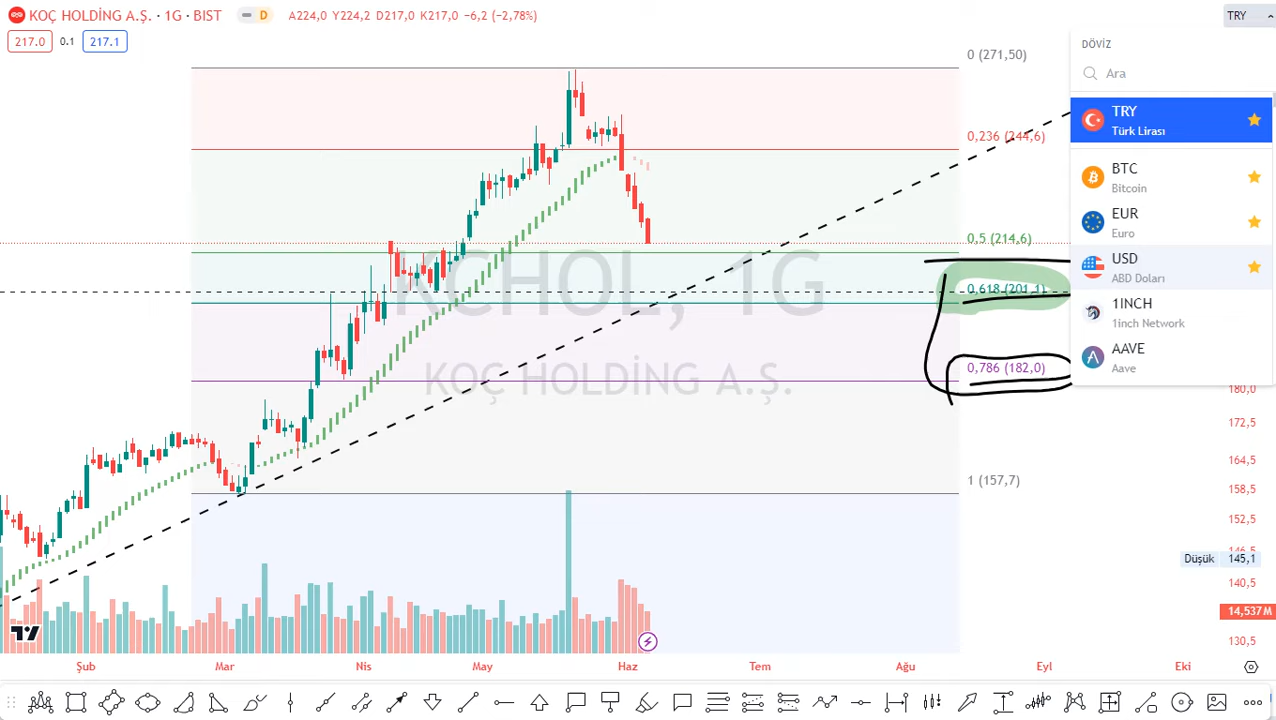 KOÇ HOLDİNG A.Ş. · 1G · BIST D A224,0 Y224,2 D217,0 K217,0 −6,2 (−2,78%)
TRY
217.0 0.1 217.1
DÖVİZ
Ara
TRY
Türk Lirası
BTC
Bitcoin
EUR
Euro
USD
ABD Doları
1INCH
1inch Network
AAVE
Aave
0 (271,50)
0,236 (244,6)
0,5 (214,6)
0,618 (201,1)
0,786 (182,0)
1 (157,7)
KCHOL, 1G
KOÇ HOLDİNG A.Ş.
180,0
172,5
164,5
158,5
152,5
146,5
Düşük 145,1
140,5
14,537M
130,5
Şub Mar Nis May Haz Tem Ağu Eyl Eki